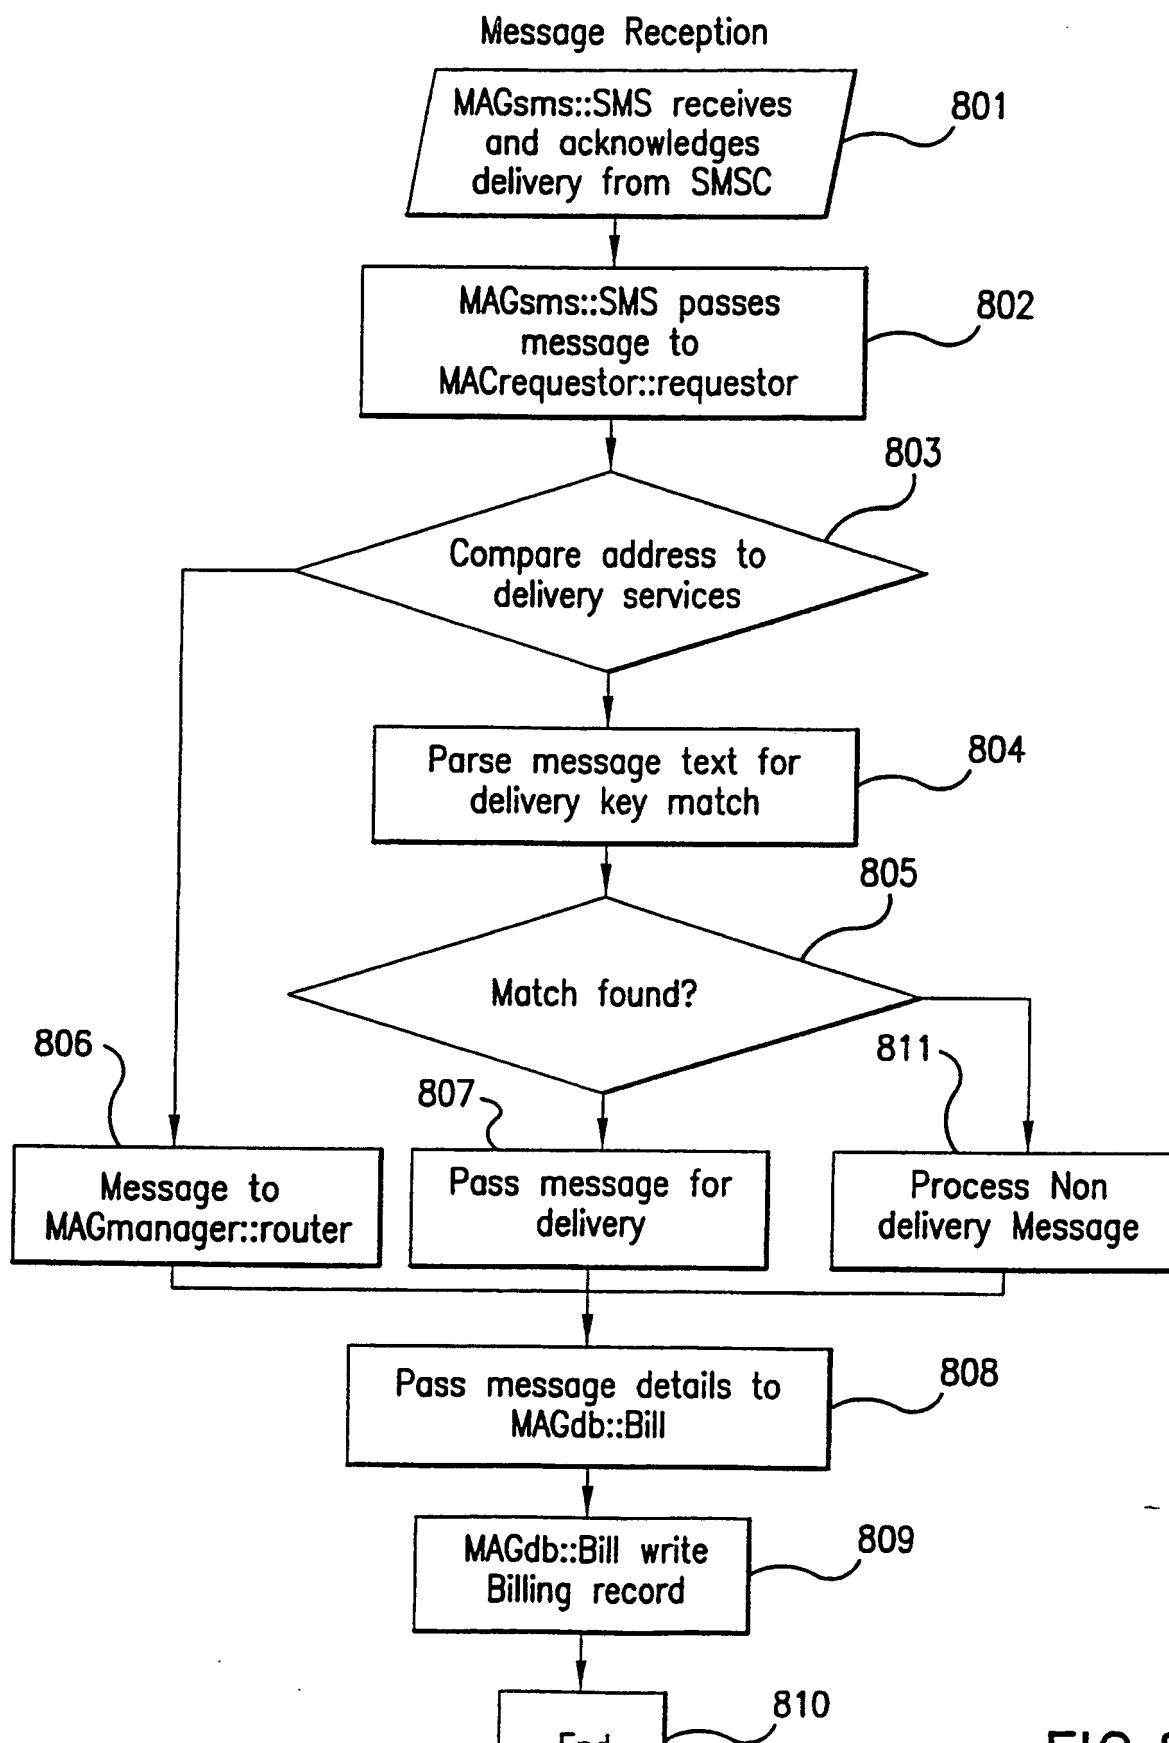 Message Reception
MAGsms::SMS receives
and acknowledges
delivery from SMSC
801
MAGsms::SMS passes
message to
MACrequestor::requestor
802
803
Compare address to
delivery services
Parse message text for
delivery key match
804
805
Match found?
806
807
811
Message to
MAGmanager::router
Pass message for
delivery
Process Non
delivery Message
Pass message details to
MAGdb::Bill
808
MAGdb::Bill write
Billing record
809
810
End
FIG.